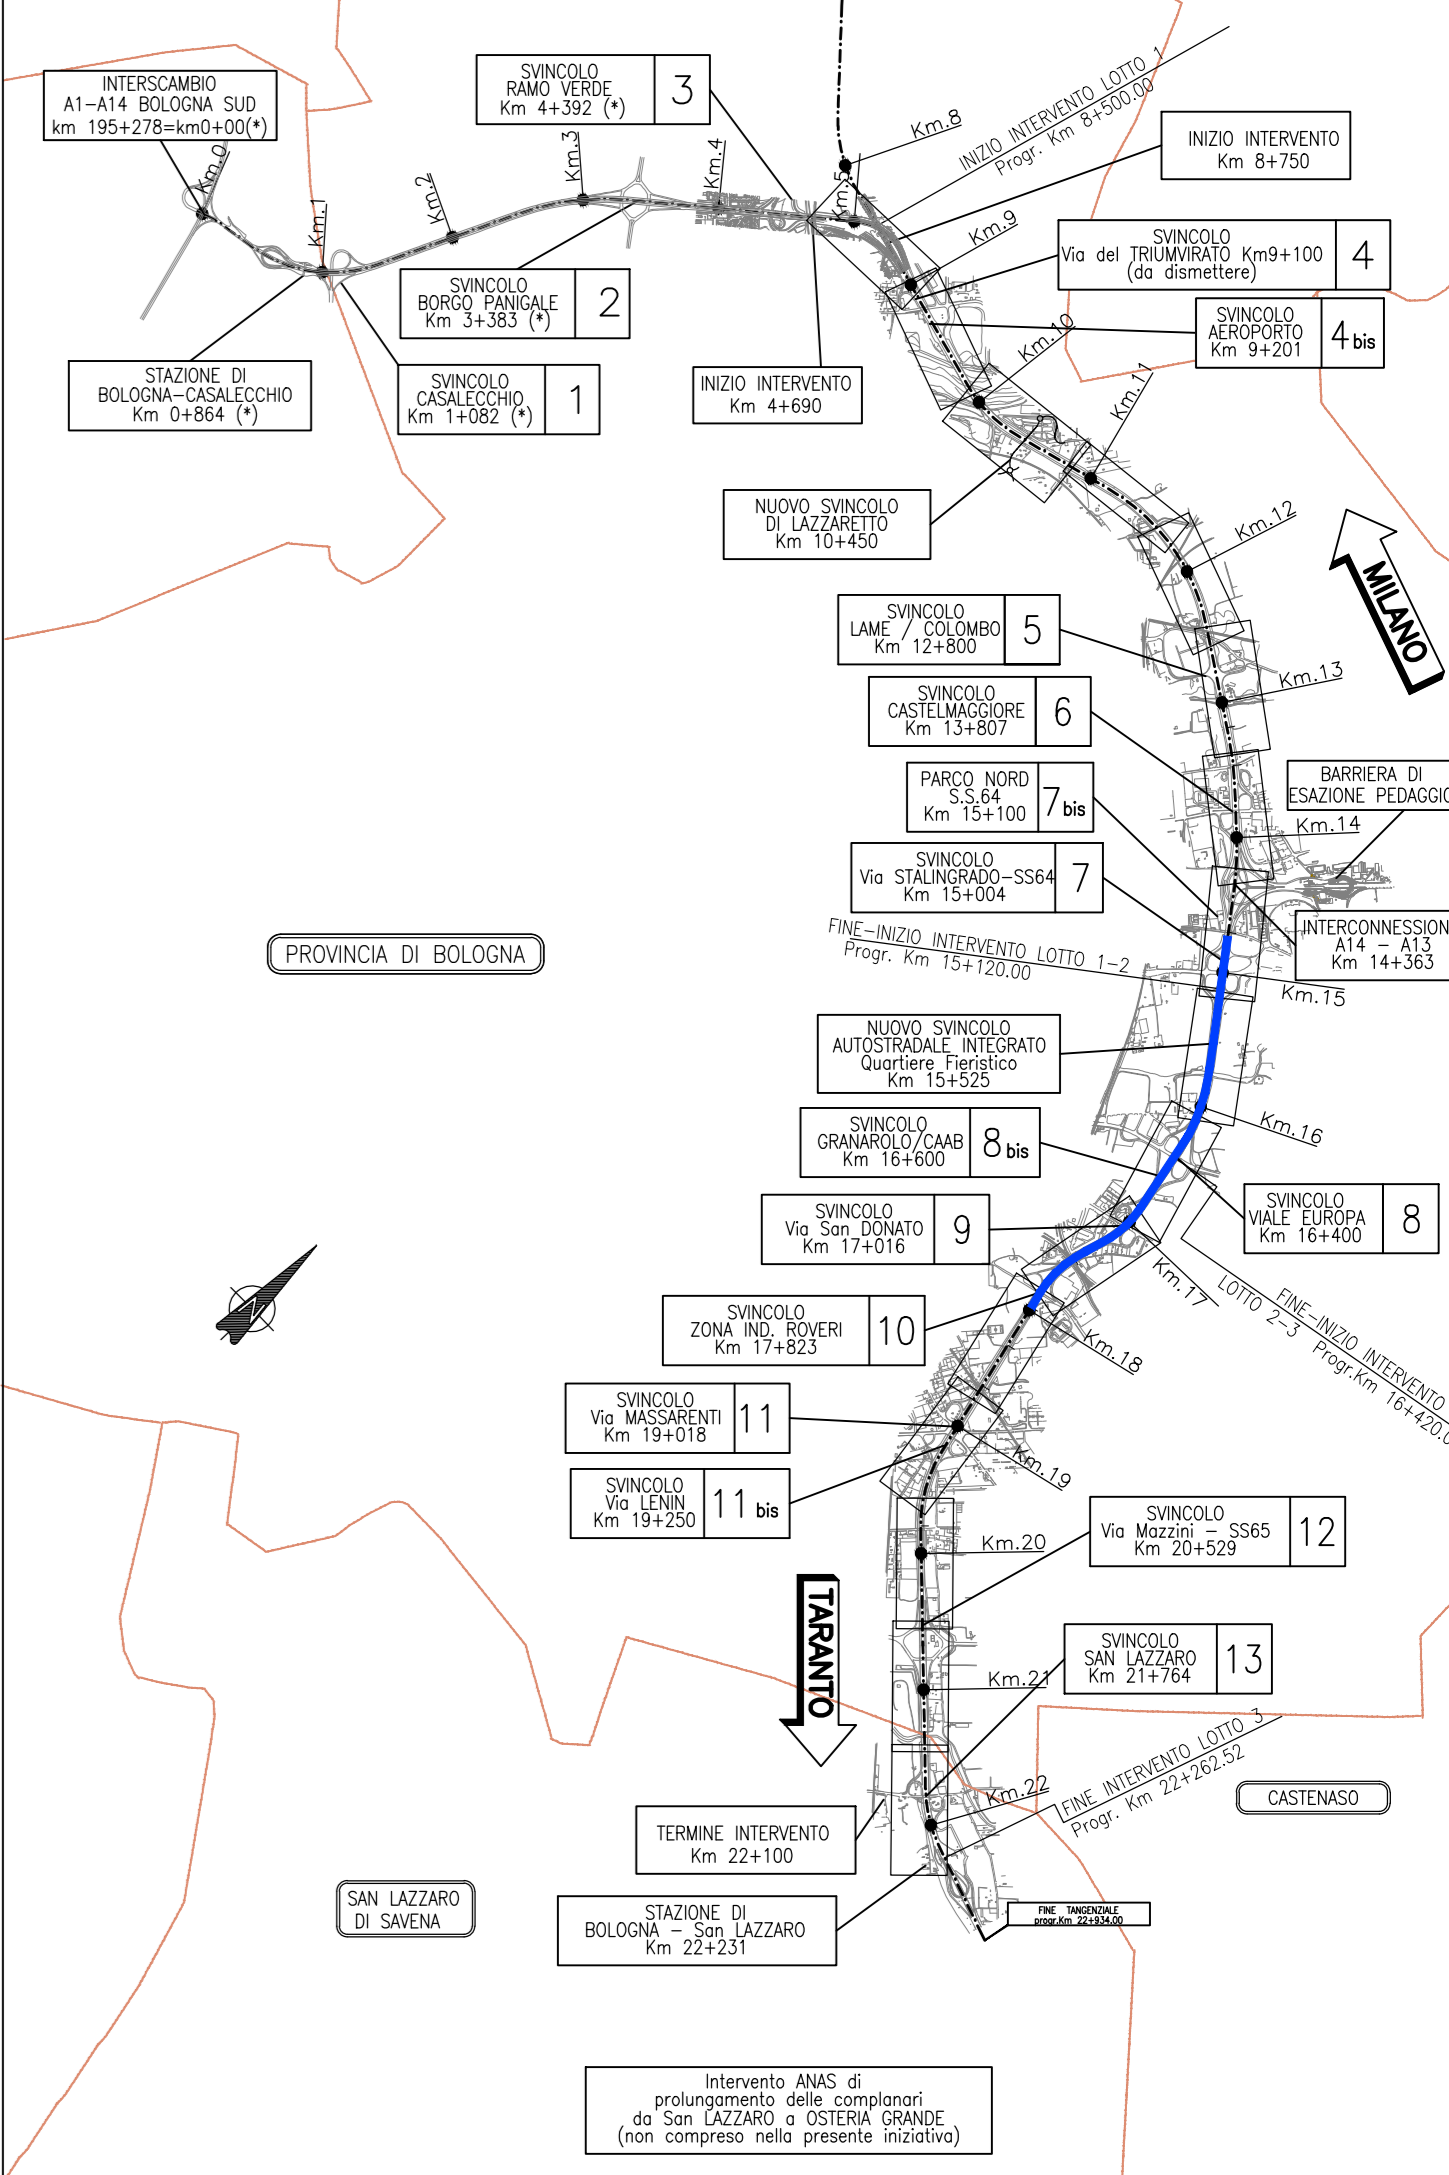 INTERSCAMBIO
A1-A14 BOLOGNA SUD
km 195+278=km0+00(*)
SVINCOLO
RAMO VERDE
Km 4+392 (*)
3
INIZIO INTERVENTO LOTTO 1
Progr. Km 8+500.00
INIZIO INTERVENTO
Km 8+750
Km.0
Km.1
Km.2
Km.3
Km.4
Km.5
Km.8
Km.9
SVINCOLO
Via del TRIUMVIRATO Km9+100
(da dismettere)
4
SVINCOLO
BORGO PANIGALE
Km 3+383 (*)
2
SVINCOLO
AEROPORTO
Km 9+201
4 bis
STAZIONE DI
BOLOGNA-CASALECCHIO
Km 0+864 (*)
SVINCOLO
CASALECCHIO
Km 1+082 (*)
1
INIZIO INTERVENTO
Km 4+690
Km.10
Km.11
NUOVO SVINCOLO
DI LAZZARETTO
Km 10+450
Km.12
MILANO
SVINCOLO
LAME / COLOMBO
Km 12+800
5
Km.13
SVINCOLO
CASTELMAGGIORE
Km 13+807
6
PARCO NORD
S.S.64
Km 15+100
7 bis
BARRIERA DI
ESAZIONE PEDAGGIO
Km.14
SVINCOLO
Via STALINGRADO-SS64
Km 15+004
7
FINE-INIZIO INTERVENTO LOTTO 1-2
Progr. Km 15+120.00
INTERCONNESSION
A14 - A13
Km 14+363
PROVINCIA DI BOLOGNA
Km.15
NUOVO SVINCOLO
AUTOSTRADALE INTEGRATO
Quartiere Fieristico
Km 15+525
Km.16
SVINCOLO
GRANAROLO/CAAB
Km 16+600
8 bis
SVINCOLO
VIALE EUROPA
Km 16+400
8
SVINCOLO
Via San DONATO
Km 17+016
9
Km.17
FINE-INIZIO INTERVENTO
LOTTO 2-3 Progr.Km 16+420.0
N
SVINCOLO
ZONA IND. ROVERI
Km 17+823
10
Km.18
SVINCOLO
Via MASSARENTI
Km 19+018
11
Km.19
SVINCOLO
Via LENIN
Km 19+250
11 bis
SVINCOLO
Via Mazzini - SS65
Km 20+529
12
Km.20
TARANTO
SVINCOLO
SAN LAZZARO
Km 21+764
13
Km.21
FINE INTERVENTO LOTTO 3
Progr. Km 22+262.52
Km.22
CASTENASO
TERMINE INTERVENTO
Km 22+100
SAN LAZZARO
DI SAVENA
STAZIONE DI
BOLOGNA - San LAZZARO
Km 22+231
FINE TANGENZIALE
progr.Km 22+934.00
Intervento ANAS di
prolungamento delle complanari
da San LAZZARO a OSTERIA GRANDE
(non compreso nella presente iniziativa)